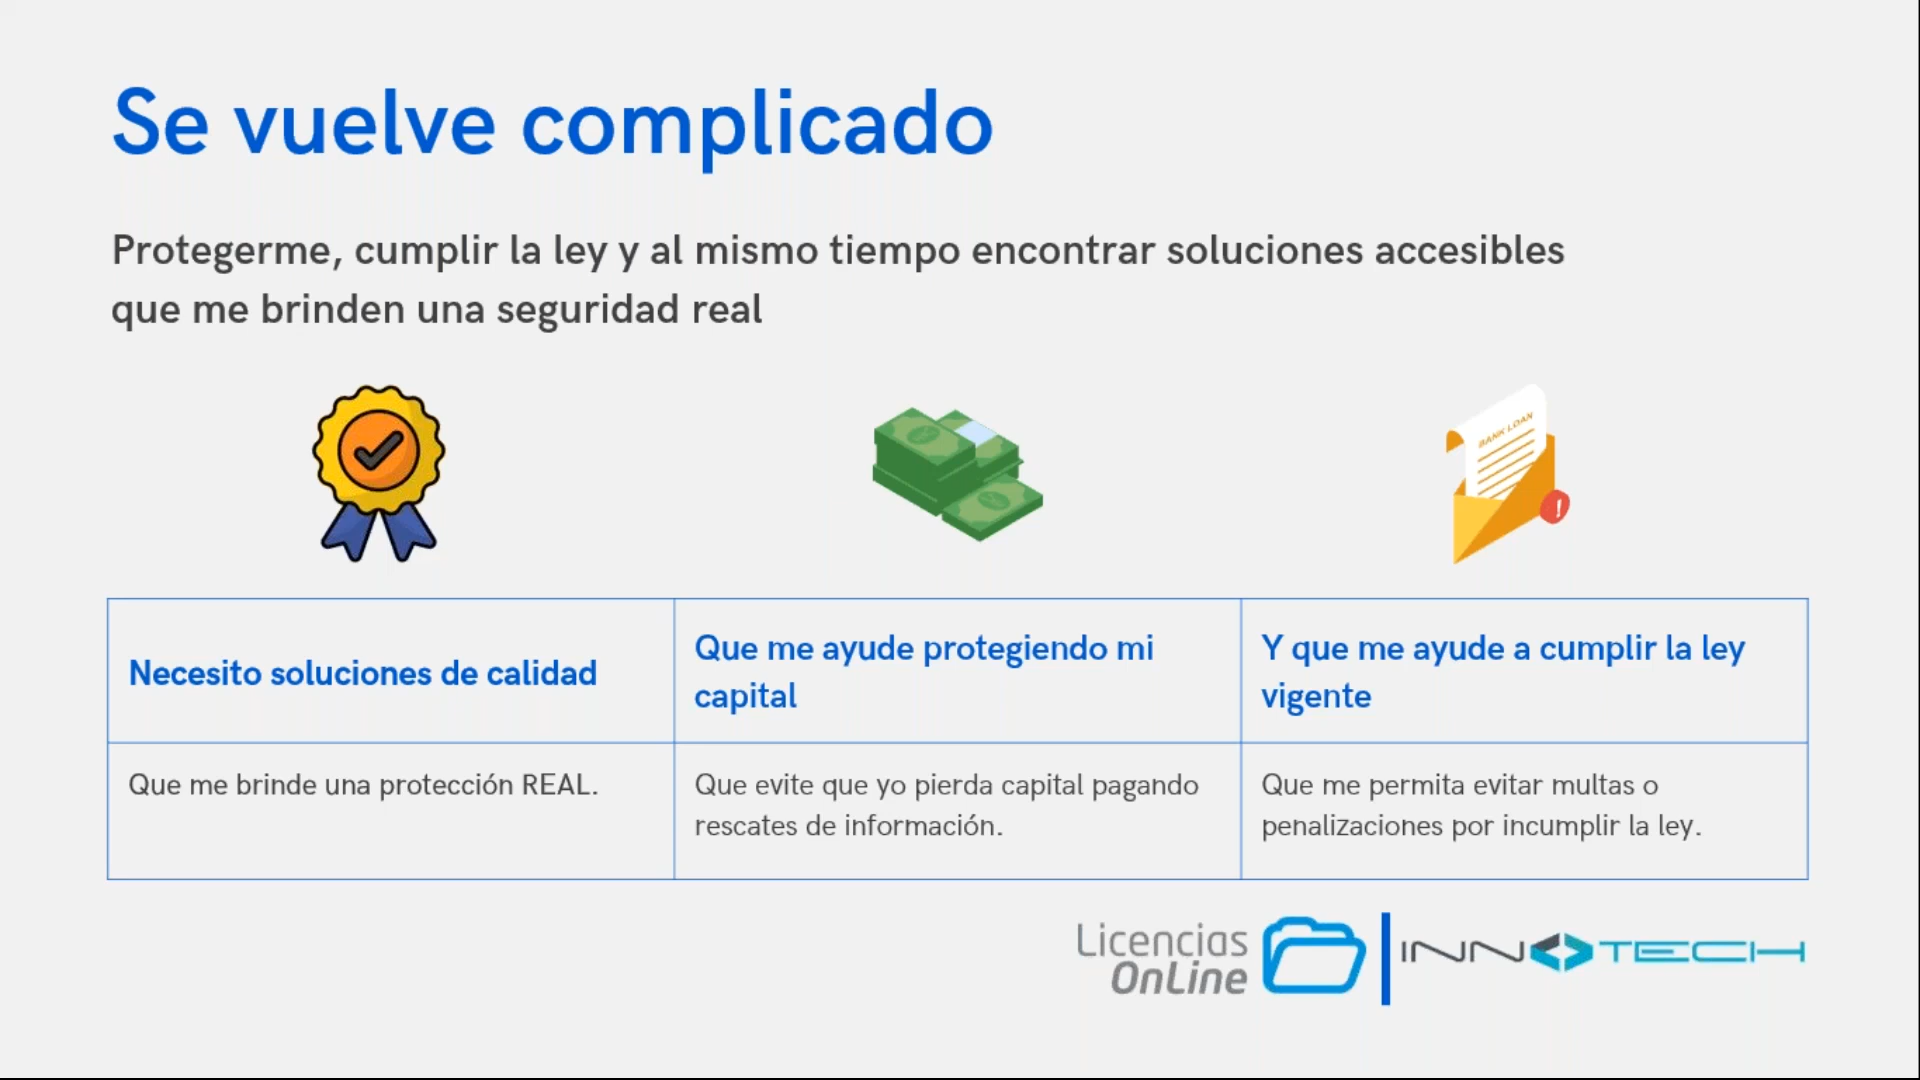 Se vuelve complicado
Protegerme, cumplir la ley y al mismo tiempo encontrar soluciones accesibles
que me brinden una seguridad real
BANK LOAN
Necesito soluciones de calidad
Que me brinde una protección REAL.
Que me ayude protegiendo mi
capital
Que evite que yo pierda capital pagando
rescates de información.
Y que me ayude a cumplir la ley
vigente
Que me permita evitar multas o
penalizaciones por incumplir la ley.
Licencias
OnLine
INNOTECH